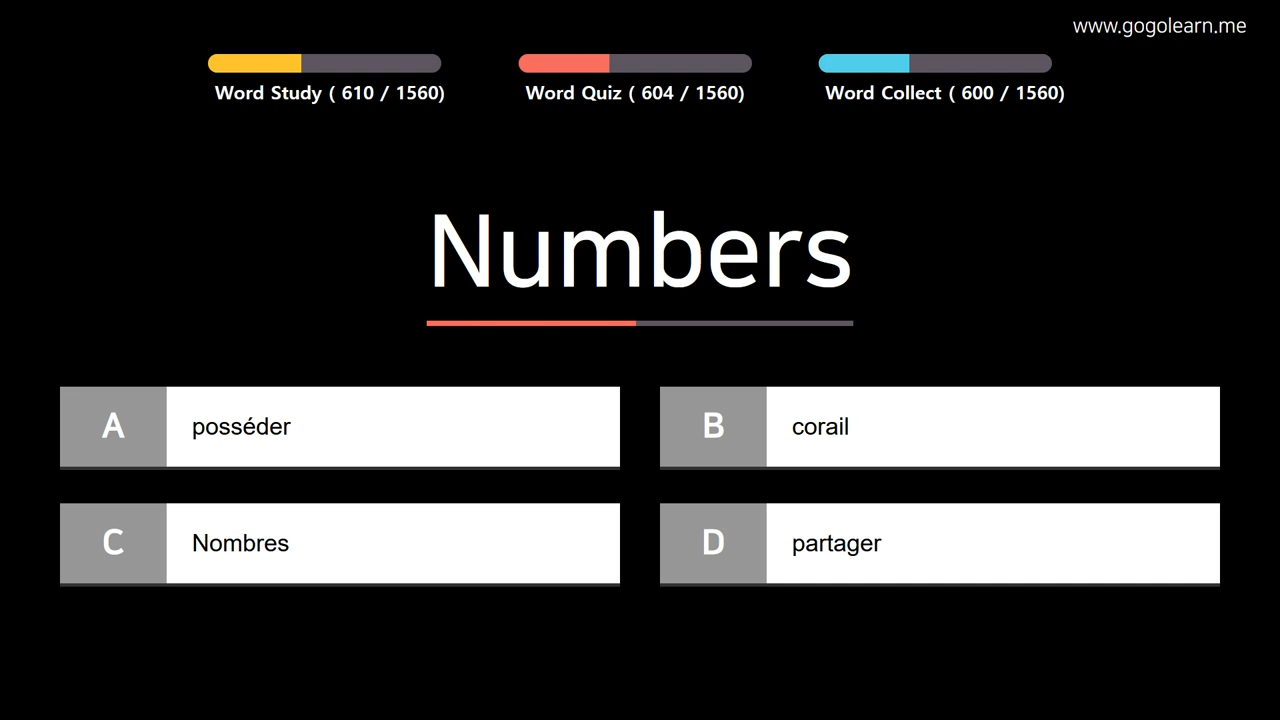 www.gogolearn.me
Word Study ( 610 / 1560)
Word Quiz ( 604 / 1560)
Word Collect ( 600 / 1560)
Numbers
A posséder
B corail
C Nombres
D partager